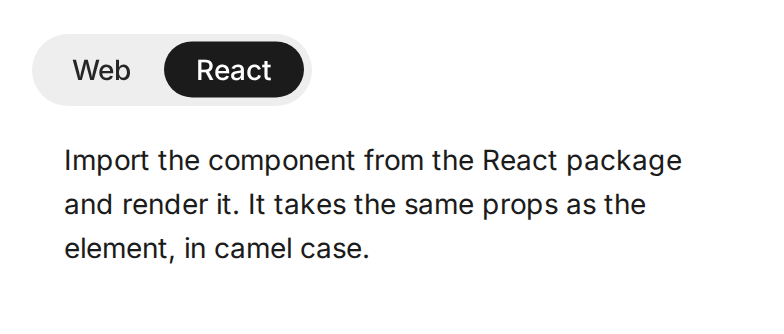 Web React
Import the component from the React package
and render it. It takes the same props as the
element, in camel case.